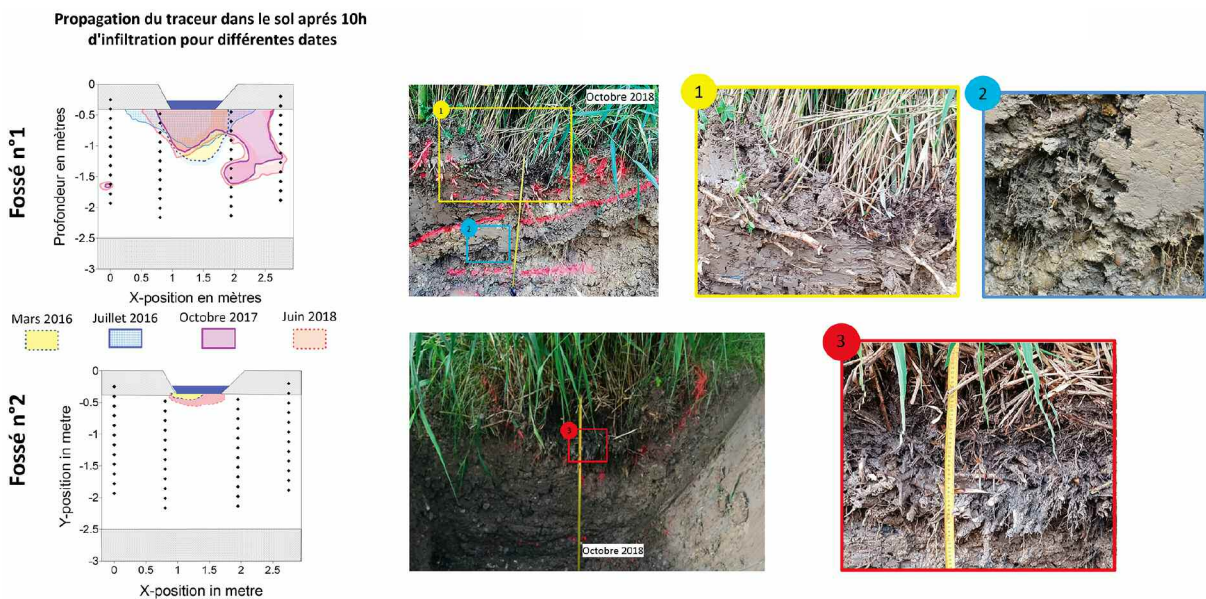 Propagation du traceur dans le sol aprés 10h
d'infiltration pour différentes dates
Fossé n°1
Profondeur en mètres
0
-0.5
-1
-1.5
-2
-2.5
-3
0
0.5
1
1.5
2
2.5
X-position en mètres
Mars 2016
Juillet 2016
Octobre 2017
Juin 2018
Fossé n°2
Y-position in metre
0
-0.5
-1
-1.5
-2
-2.5
-3
0
0.5
1
1.5
2
2.5
X-position in metre
Octobre 2018
1
2
1
2
3
Octobre 2018
3